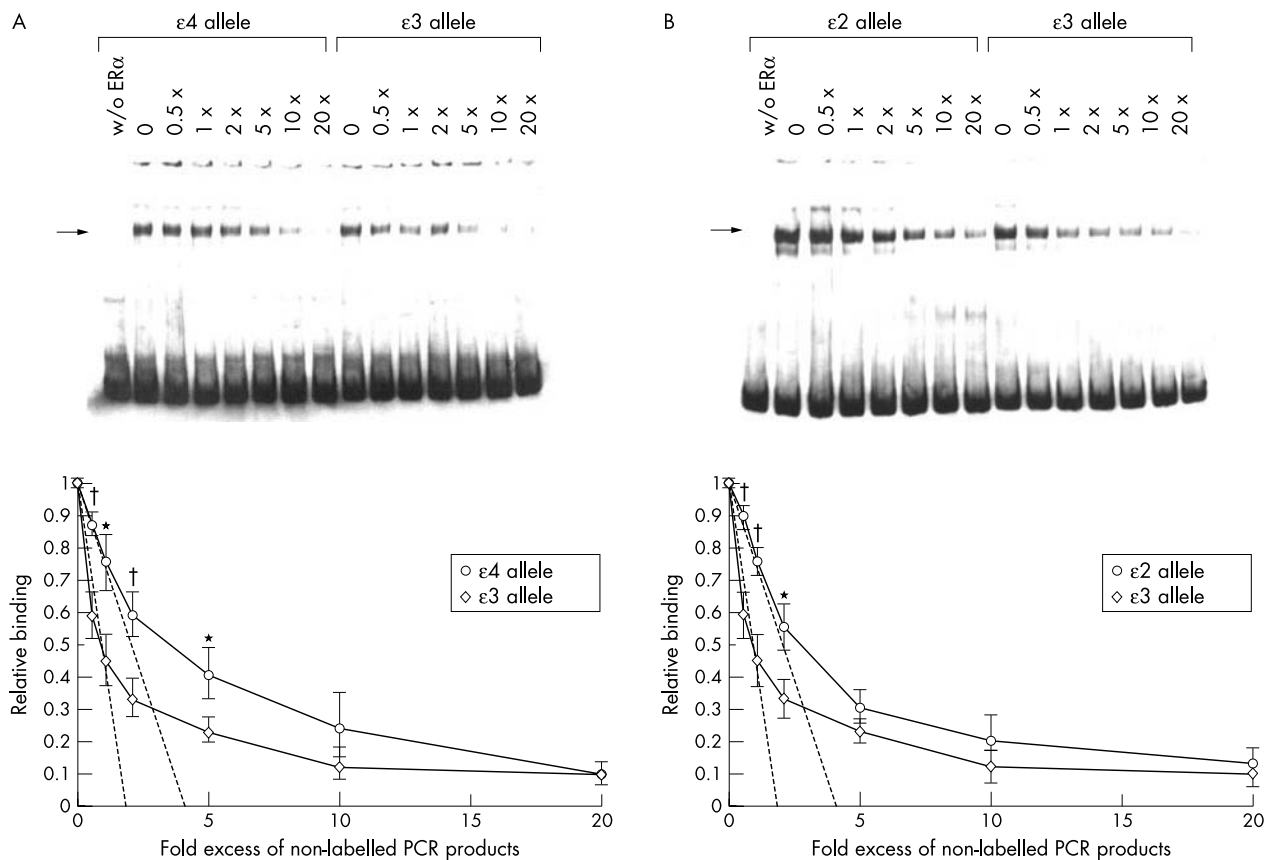 A
ε4 allele
ε3 allele
w/o ERα
0
0.5 x
1 x
2 x
5 x
10 x
20 x
0
0.5 x
1 x
2 x
5 x
10 x
20 x
B
ε2 allele
ε3 allele
w/o ERα
0
0.5 x
1 x
2 x
5 x
10 x
20 x
0
0.5 x
1 x
2 x
5 x
10 x
20 x
1
0.9
0.8
0.7
0.6
0.5
0.4
0.3
0.2
0.1
0
Relative binding
†
★
†
★
ε4 allele
ε3 allele
0
5
10
15
20
Fold excess of non-labelled PCR products
1
0.9
0.8
0.7
0.6
0.5
0.4
0.3
0.2
0.1
0
Relative binding
†
†
★
ε2 allele
ε3 allele
0
5
10
15
20
Fold excess of non-labelled PCR products